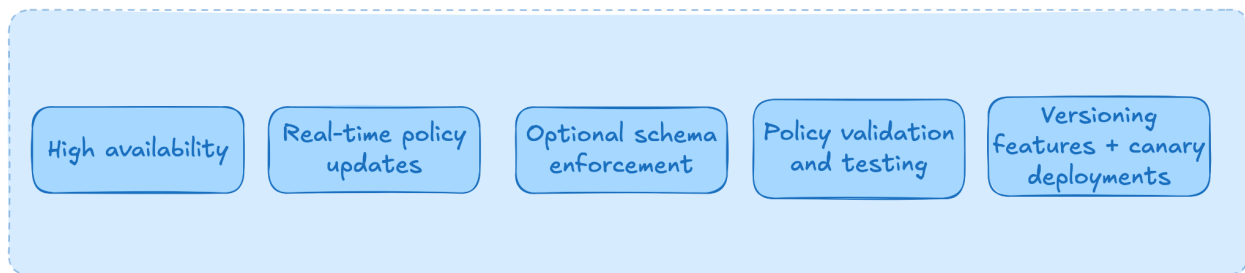 High availability
Real-time policy
updates
Optional schema
enforcement
Policy validation
and testing
Versioning
features + canary
deployments